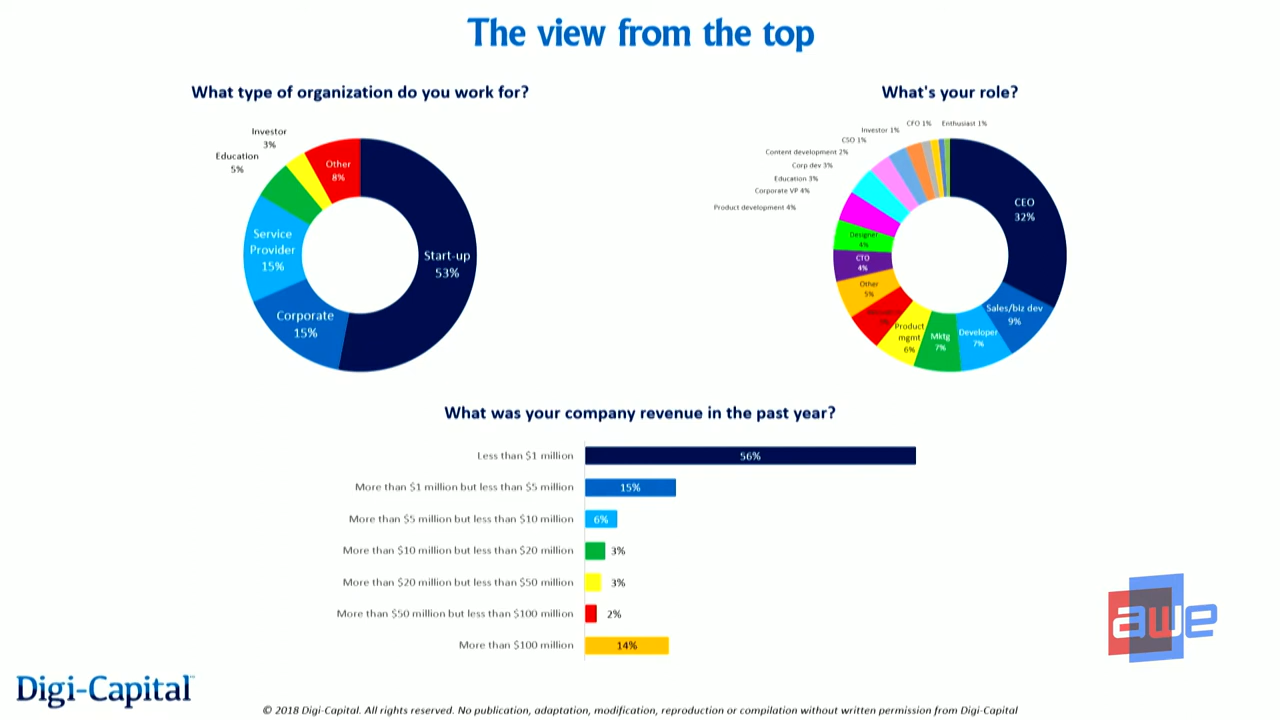 The view from the top
What type of organization do you work for?
Investor
3%
Education
5%
Other
8%
Service
Provider
15%
Corporate
15%
Start-up
53%
What's your role?
CFO 1%
Enthusiast 1%
Investor 1%
CSO 1%
Content development 2%
Corp dev 3%
Education 3%
Corporate VP 4%
Product development 4%
CEO
32%
Designer
4%
CTO
4%
Other
5%
Product
mgmt
6%
Mktg
7%
Developer
7%
Sales/biz dev
9%
What was your company revenue in the past year?
Less than $1 million
56%
More than $1 million but less than $5 million
15%
More than $5 million but less than $10 million
6%
More than $10 million but less than $20 million
3%
More than $20 million but less than $50 million
3%
More than $50 million but less than $100 million
2%
More than $100 million
14%
awe
Digi-Capital
© 2018 Digi-Capital. All rights reserved. No publication, adaptation, modification, reproduction or compilation without written permission from Digi-Capital